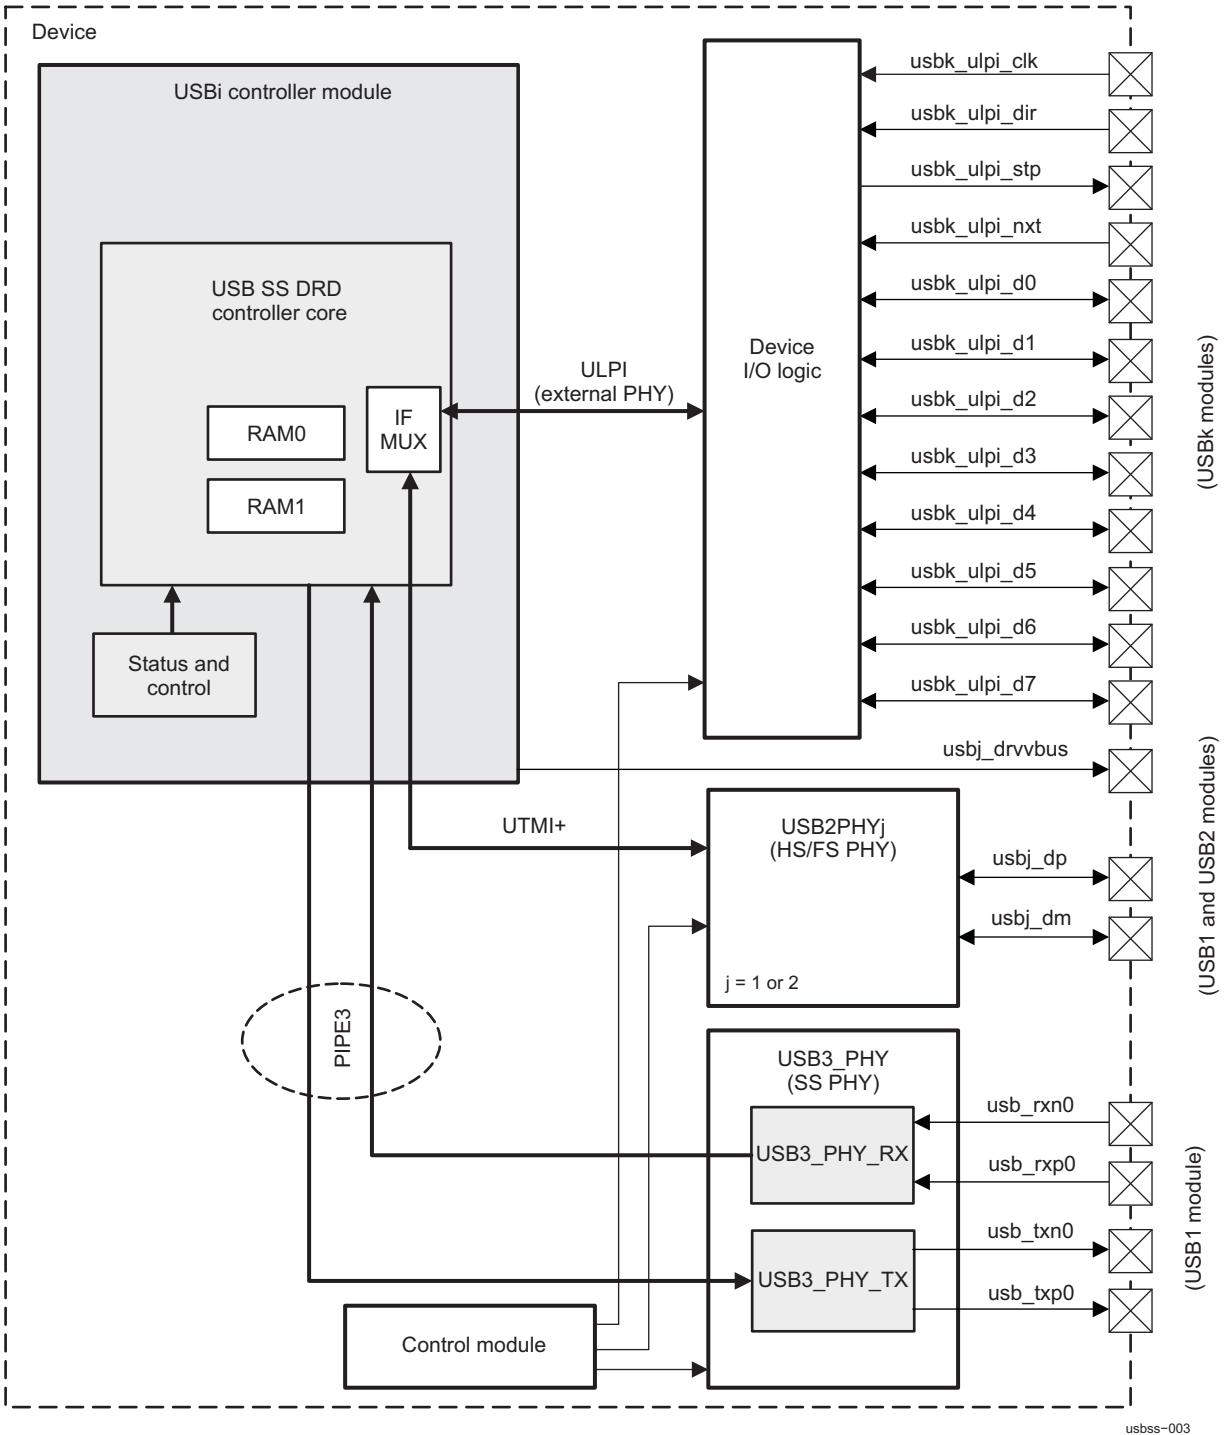 Device
USBi controller module
USB SS DRD
controller core
IF
MUX
RAM0
RAM1
Status and
control
ULPI
(external PHY)
Device
I/O logic
usbk_ulpi_clk
usbk_ulpi_dir
usbk_ulpi_stp
usbk_ulpi_nxt
usbk_ulpi_d0
usbk_ulpi_d1
usbk_ulpi_d2
usbk_ulpi_d3
usbk_ulpi_d4
usbk_ulpi_d5
usbk_ulpi_d6
usbk_ulpi_d7
(USBk modules)
usbj_drvvbus
UTMI+
USB2PHYj
(HS/FS PHY)
j = 1 or 2
usbj_dp
usbj_dm
(USB1 and USB2 modules)
PIPE3
USB3_PHY
(SS PHY)
USB3_PHY_RX
USB3_PHY_TX
usb_rxn0
usb_rxp0
usb_txn0
usb_txp0
(USB1 module)
Control module
usbss−003